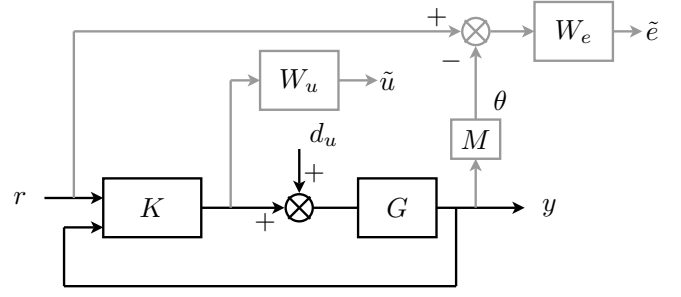 + W_e ẽ
−
W_u ũ
θ
d_u M
+
r K + G y